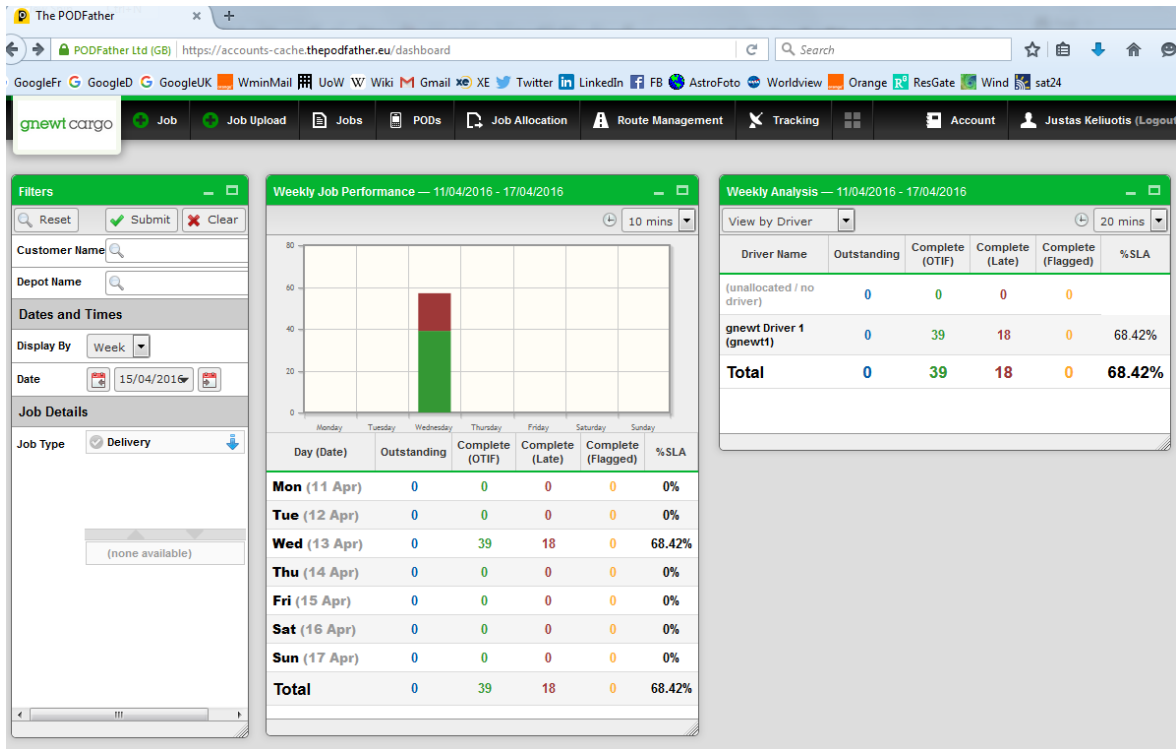 The PODFather
PODFather Ltd (GB) https://accounts-cache.thepodfather.eu/dashboard Search
GoogleFr GoogleD GoogleUK WminMail UoW Wiki Gmail XE Twitter LinkedIn FB AstroFoto Worldview Orange ResGate Wind sat24
gnewt cargo Job Job Upload Jobs PODs Job Allocation Route Management Tracking Account Justas Keliuotis (Logout
Filters
Reset Submit Clear
Customer Name
Depot Name
Dates and Times
Display By Week
Date 15/04/2016
Job Details
Job Type Delivery
(none available)
Weekly Job Performance — 11/04/2016 - 17/04/2016
10 mins
80
60
40
20
0
Monday Tuesday Wednesday Thursday Friday Saturday Sunday
Day (Date) Outstanding Complete (OTIF) Complete (Late) Complete (Flagged) %SLA
Mon (11 Apr) 0 0 0 0 0%
Tue (12 Apr) 0 0 0 0 0%
Wed (13 Apr) 0 39 18 0 68.42%
Thu (14 Apr) 0 0 0 0 0%
Fri (15 Apr) 0 0 0 0 0%
Sat (16 Apr) 0 0 0 0 0%
Sun (17 Apr) 0 0 0 0 0%
Total 0 39 18 0 68.42%
Weekly Analysis — 11/04/2016 - 17/04/2016
View by Driver 20 mins
Driver Name Outstanding Complete (OTIF) Complete (Late) Complete (Flagged) %SLA
(unallocated / no driver) 0 0 0 0
gnewt Driver 1 (gnewt1) 0 39 18 0 68.42%
Total 0 39 18 0 68.42%